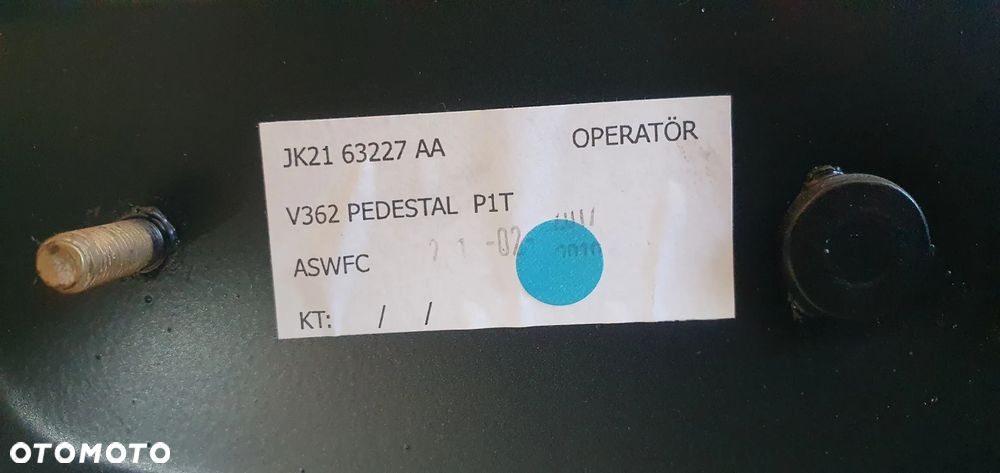 JK21 63227 AA OPERATÖR
V362 PEDESTAL P1T
ASWFC
KT: / /
OTOMOTO